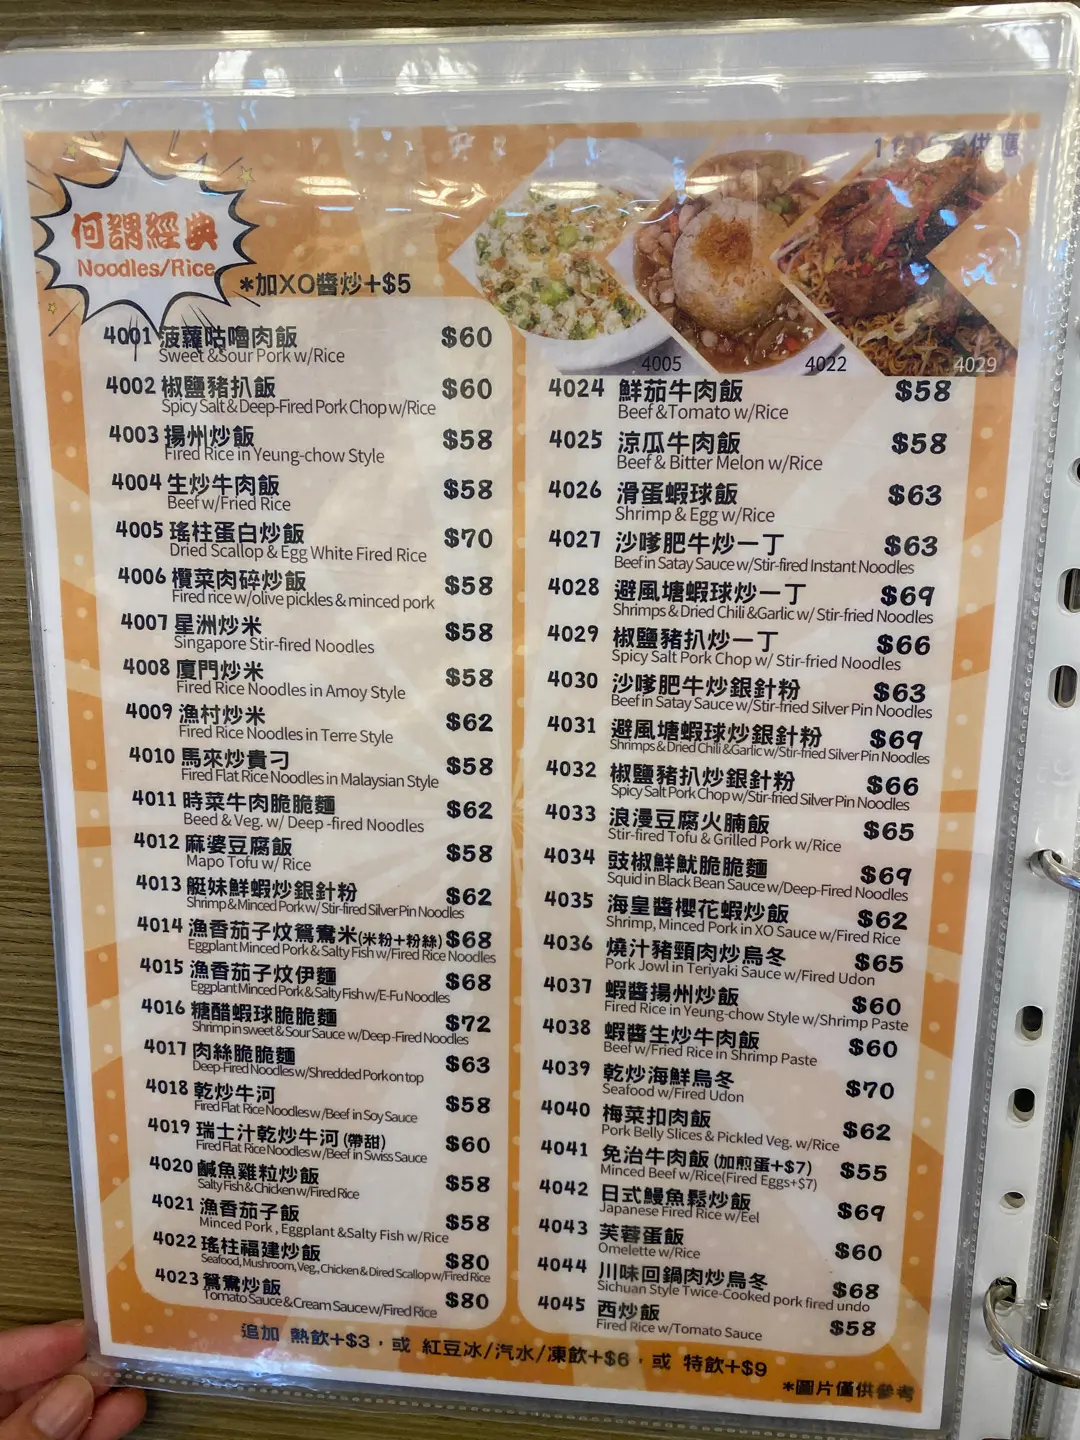 何謂經典
Noodles/Rice
*加XO醬炒+$5
4001 菠蘿咕嚕肉飯 $60
Sweet &Sour Pork w/Rice
4002 椒鹽豬扒飯 $60
Spicy Salt & Deep-Fired Pork Chop w/Rice
4003 揚州炒飯 $58
Fired Rice in Yeung-chow Style
4004 生炒牛肉飯 $58
Beef w/Fried Rice
4005 瑤柱蛋白炒飯 $70
Dried Scallop & Egg White Fired Rice
4006 欖菜肉碎炒飯 $58
Fired rice w/olive pickles & minced pork
4007 星洲炒米 $58
Singapore Stir-fired Noodles
4008 廈門炒米 $58
Fired Rice Noodles in Amoy Style
4009 漁村炒米 $62
Fired Rice Noodles in Terre Style
4010 馬來炒貴刁 $58
Fired Flat Rice Noodles in Malaysian Style
4011 時菜牛肉脆脆麵 $62
Beed & Veg. w/ Deep -fired Noodles
4012 麻婆豆腐飯 $58
Mapo Tofu w/ Rice
4013 艇妹鮮蝦炒銀針粉 $62
Shrimp & Minced Pork w/ Stir-fired Silver Pin Noodles
4014 漁香茄子炆鴛鴦米(米粉+粉絲) $68
Eggplant Minced Pork & Salty Fish w/Fired Rice Noodles
4015 漁香茄子炆伊麵 $68
Eggplant Minced Pork & Salty Fish w/E-Fu Noodles
4016 糖醋蝦球脆脆麵 $72
Shrimp in sweet & Sour Sauce w/Deep-Fired Noodles
4017 肉絲脆脆麵 $63
Deep-Fired Noodles w/Shredded Pork on top
4018 乾炒牛河 $58
Fired Flat Rice Noodles w/Beef in Soy Sauce
4019 瑞士汁乾炒牛河(帶甜) $60
Fired Flat Rice Noodles w/Beef in Swiss Sauce
4020 鹹魚雞粒炒飯 $58
Salty Fish & Chicken w/Fired Rice
4021 漁香茄子飯 $58
Minced Pork , Eggplant &Salty Fish w/Rice
4022 瑤柱福建炒飯 $80
Seafood, Mushroom, Veg., Chicken & Dired Scallop w/Fired Rice
4023 鴛鴦炒飯 $80
Tomato Sauce & Cream Sauce w/Fired Rice
4005
4022
4029
4024 鮮茄牛肉飯 $58
Beef &Tomato w/Rice
4025 涼瓜牛肉飯 $58
Beef & Bitter Melon w/Rice
4026 滑蛋蝦球飯 $63
Shrimp & Egg w/Rice
4027 沙嗲肥牛炒一丁 $63
Beef in Satay Sauce w/Stir-fired Instant Noodles
4028 避風塘蝦球炒一丁 $69
Shrimps & Dried Chili &Garlic w/ Stir-fried Noodles
4029 椒鹽豬扒炒一丁 $66
Spicy Salt Pork Chop w/ Stir-fried Noodles
4030 沙嗲肥牛炒銀針粉 $63
Beef in Satay Sauce w/Stir-fired Silver Pin Noodles
4031 避風塘蝦球炒銀針粉 $69
Shrimps & Dried Chili &Garlic w/Stir-fried Silver Pin Noodles
4032 椒鹽豬扒炒銀針粉 $66
Spicy Salt Pork Chop w/Stir-fried Silver Pin Noodles
4033 浪漫豆腐火腩飯 $65
Stir-fired Tofu & Grilled Pork w/Rice
4034 豉椒鮮魷脆脆麵 $69
Squid in Black Bean Sauce w/Deep-Fired Noodles
4035 海皇醬櫻花蝦炒飯 $62
Shrimp, Minced Pork in XO Sauce w/Fired Rice
4036 燒汁豬頸肉炒烏冬 $65
Pork Jowl in Teriyaki Sauce w/Fired Udon
4037 蝦醬揚州炒飯 $60
Fired Rice in Yeung-chow Style w/Shrimp Paste
4038 蝦醬生炒牛肉飯 $60
Beef w/Fried Rice in Shrimp Paste
4039 乾炒海鮮烏冬 $70
Seafood w/Fired Udon
4040 梅菜扣肉飯 $62
Pork Belly Slices & Pickled Veg. w/Rice
4041 免治牛肉飯(加煎蛋+$7) $55
Minced Beef w/Rice(Fired Eggs+$7)
4042 日式鰻魚鬆炒飯 $69
Japanese Fired Rice w/Eel
4043 芙蓉蛋飯 $60
Omelette w/Rice
4044 川味回鍋肉炒烏冬 $68
Sichuan Style Twice-Cooked pork fired undo
4045 西炒飯 $58
Fired Rice w/Tomato Sauce
追加 熱飲+$3，或 紅豆冰/汽水/凍飲+$6，或 特飲+$9
*圖片僅供參考